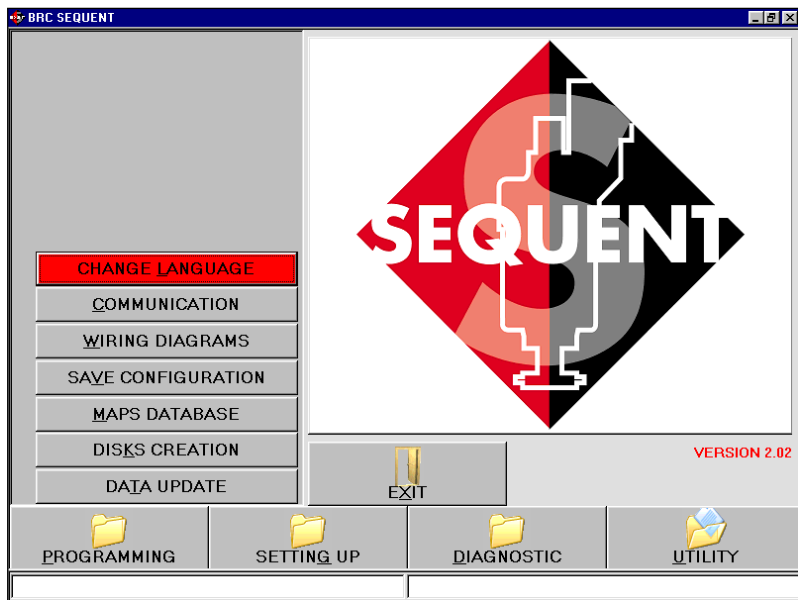 BRC SEQUENT
SEQUENT
CHANGE LANGUAGE
COMMUNICATION
WIRING DIAGRAMS
SAVE CONFIGURATION
MAPS DATABASE
DISKS CREATION
DATA UPDATE
VERSION 2.02
EXIT
PROGRAMMING
SETTING UP
DIAGNOSTIC
UTILITY